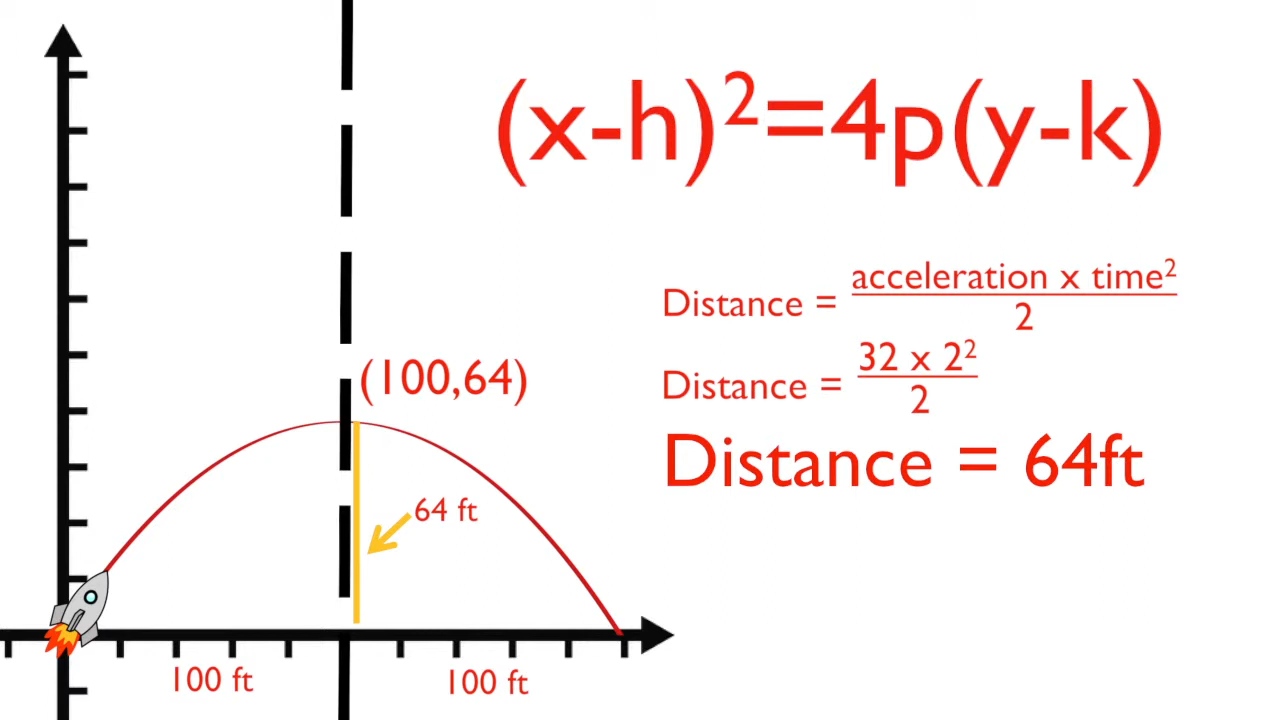 (x-h)²=4p(y-k)
Distance = acceleration x time²
2
Distance = 32 x 2²
2
Distance = 64ft
(100,64)
64 ft
100 ft
100 ft